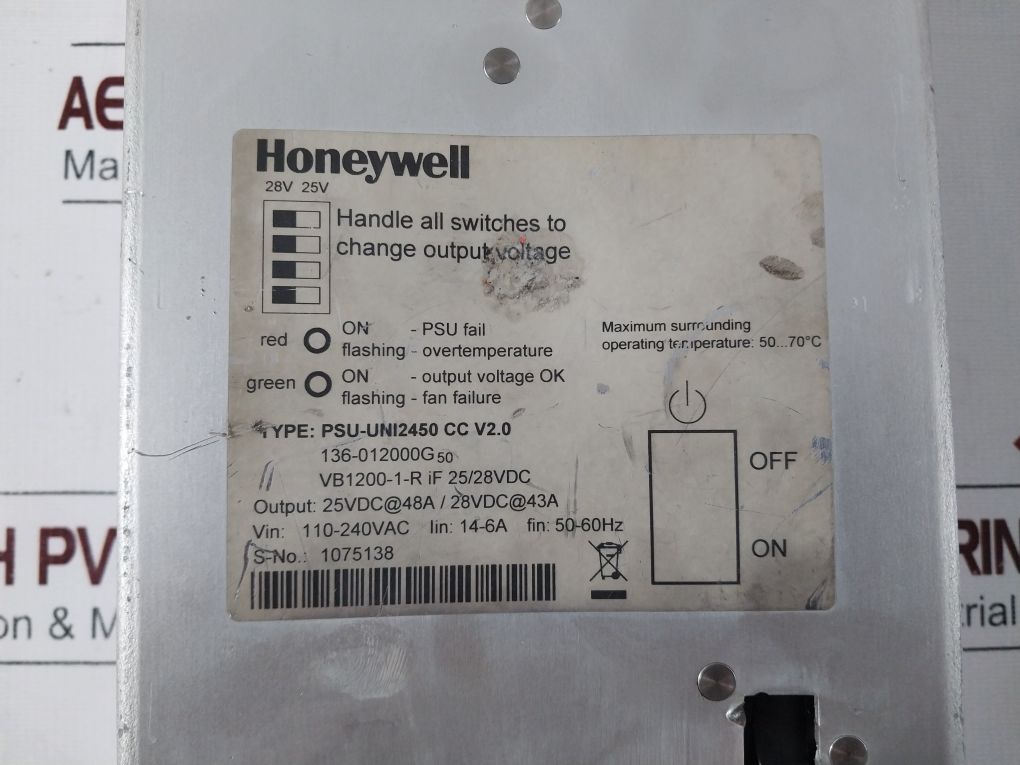 Honeywell
28V 25V
Handle all switches to
change output voltage
red ON - PSU fail
flashing - overtemperature
green ON - output voltage OK
flashing - fan failure
Maximum surrounding
operating temperature: 50...70°C
TYPE: PSU-UNI2450 CC V2.0
136-012000G50
VB1200-1-R iF 25/28VDC
Output: 25VDC@48A / 28VDC@43A
Vin: 110-240VAC Iin: 14-6A fin: 50-60Hz
S-No.: 1075138
OFF
ON
AE
Ma
H PV
on & M
RIN
trial